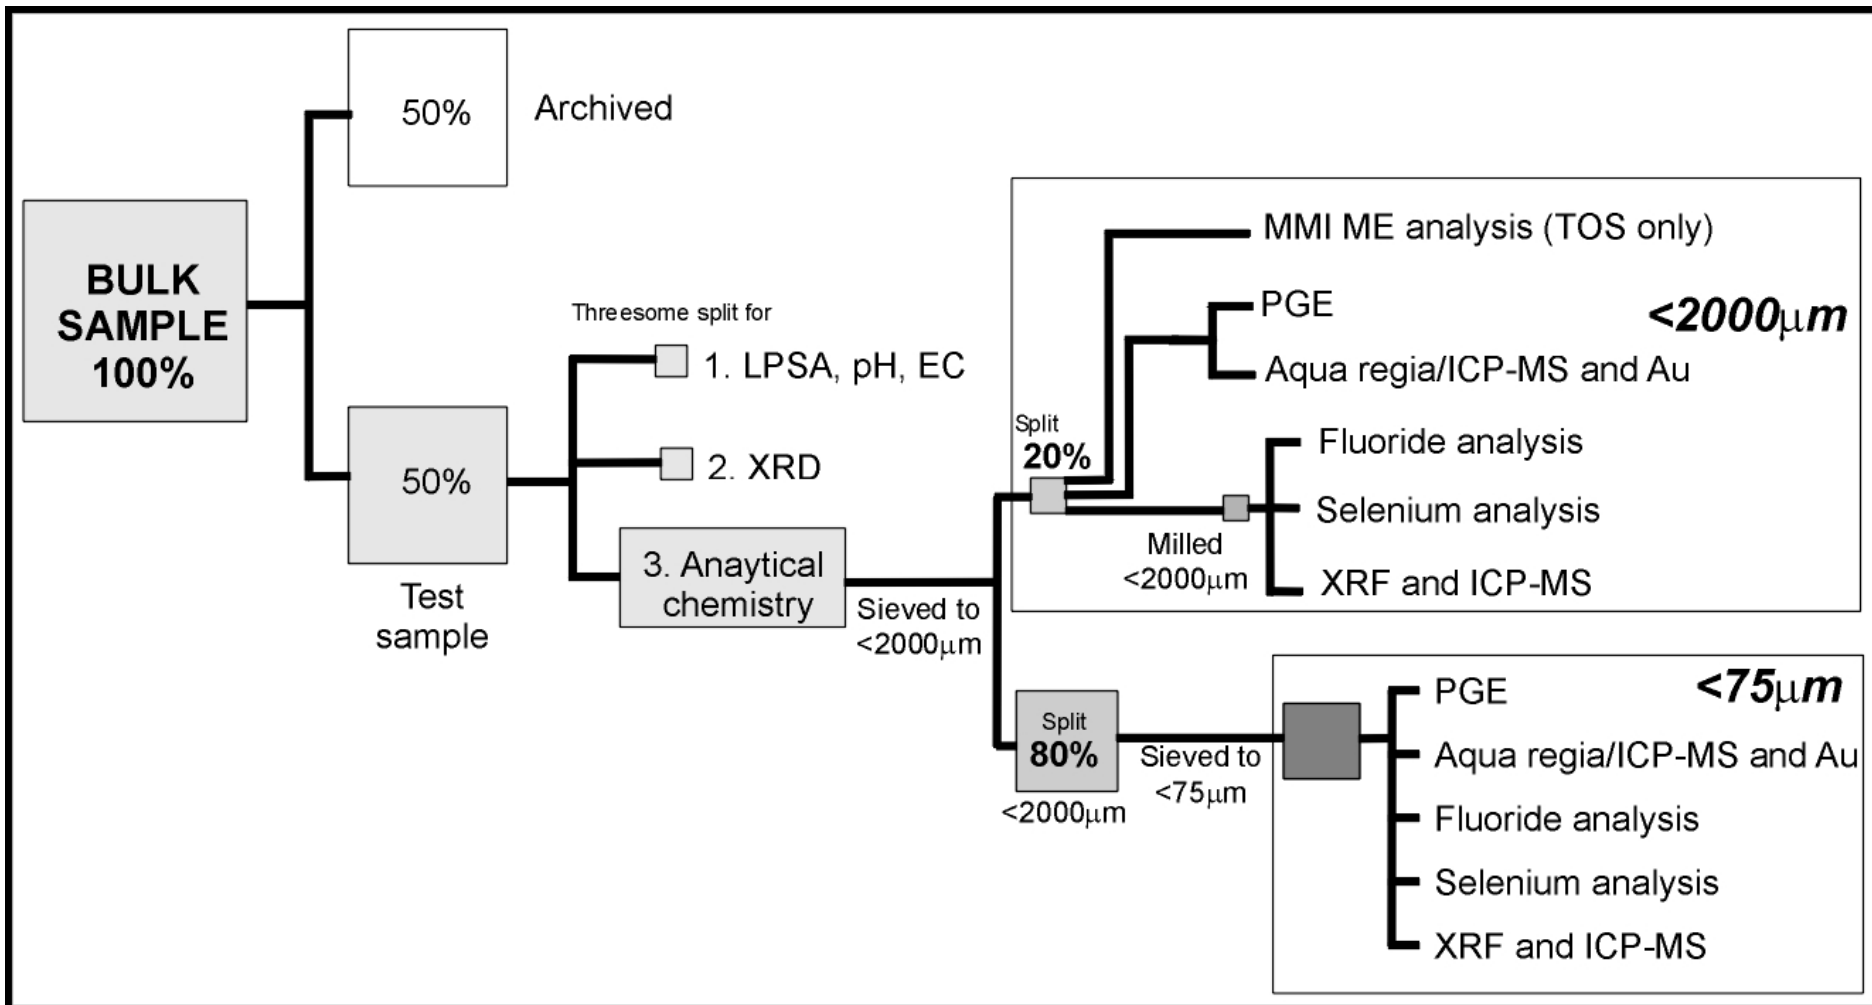 50%
Archived
BULK
SAMPLE
100%
50%
Test
sample
Threesome split for
1. LPSA, pH, EC
2. XRD
3. Anaytical
chemistry
Sieved to
<2000μm
Split
20%
MMI ME analysis (TOS only)
PGE
<2000μm
Aqua regia/ICP-MS and Au
Milled
<2000μm
Fluoride analysis
Selenium analysis
XRF and ICP-MS
Split
80%
<2000μm
Sieved to
<75μm
<75μm
PGE
Aqua regia/ICP-MS and Au
Fluoride analysis
Selenium analysis
XRF and ICP-MS